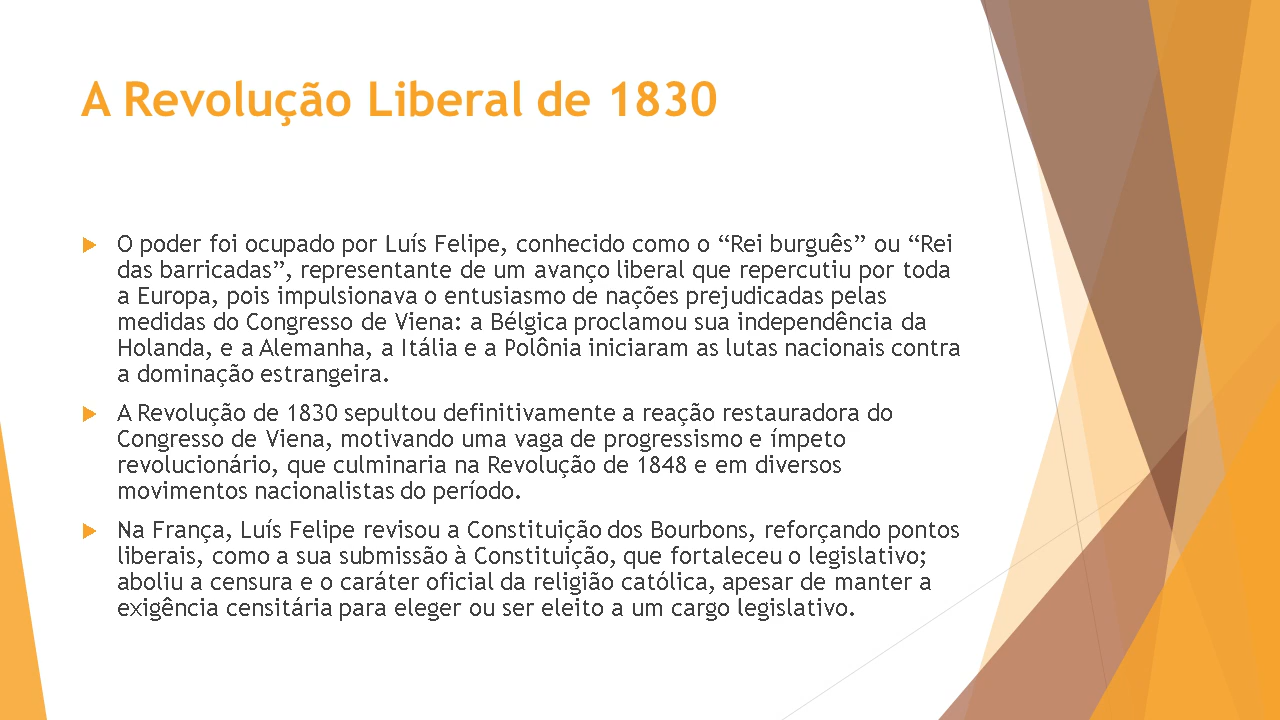 A Revolução Liberal de 1830
O poder foi ocupado por Luís Felipe, conhecido como o “Rei burguês” ou “Rei
das barricadas”, representante de um avanço liberal que repercutiu por toda
a Europa, pois impulsionava o entusiasmo de nações prejudicadas pelas
medidas do Congresso de Viena: a Bélgica proclamou sua independência da
Holanda, e a Alemanha, a Itália e a Polônia iniciaram as lutas nacionais contra
a dominação estrangeira.
A Revolução de 1830 sepultou definitivamente a reação restauradora do
Congresso de Viena, motivando uma vaga de progressismo e ímpeto
revolucionário, que culminaria na Revolução de 1848 e em diversos
movimentos nacionalistas do período.
Na França, Luís Felipe revisou a Constituição dos Bourbons, reforçando pontos
liberais, como a sua submissão à Constituição, que fortaleceu o legislativo;
aboliu a censura e o caráter oficial da religião católica, apesar de manter a
exigência censitária para eleger ou ser eleito a um cargo legislativo.